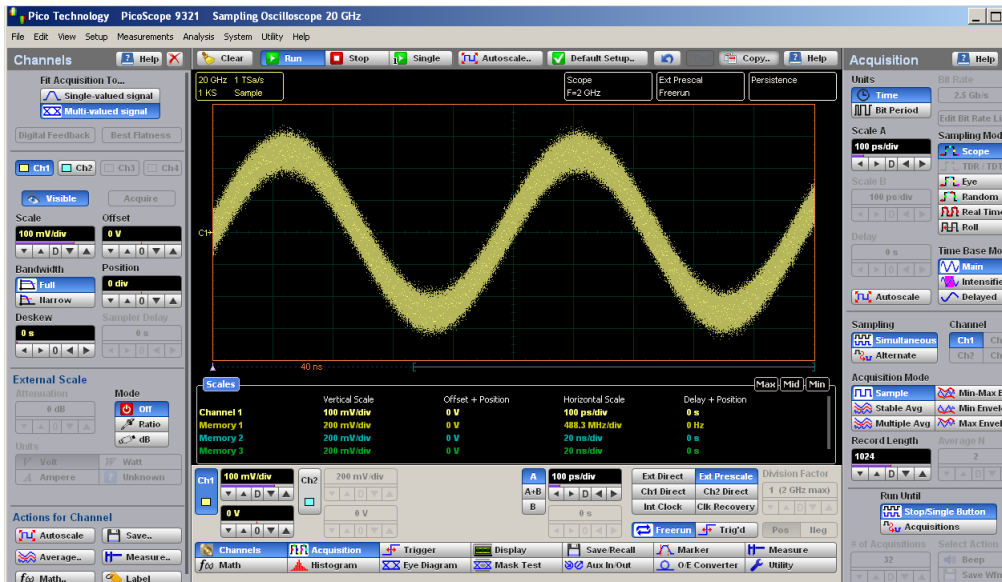 Pico Technology PicoScope 9321 Sampling Oscilloscope 20 GHz
File Edit View Setup Measurements Analysis System Utility Help
Channels Help
Fit Acquisition To...
Single-valued signal
Multi-valued signal
Digital Feedback Best Flatness
Ch1 Ch2 Ch3 Ch4
Visible Acquire
Scale Offset
100 mV/div 0 V
D 0
Bandwidth Position
Full 0 div
Narrow 0
Deskew Sampler Delay
0 s 0 s
0 0
External Scale
Attenuation Mode
0 dB Off
D Ratio
Units dB
Volt Watt
Ampere Unknown
Actions for Channel
Autoscale Save..
Average.. Measure..
f(x) Math.. Label
Clear Run Stop Single Autoscale.. Default Setup.. Copy.. Help
20 GHz 1 TSa/s
1 KS Sample
Scope
F=2 GHz
Ext Prescal
Freerun
Persistence
C1
40 ns
Scales Max Mid Min
Vertical Scale Offset + Position Horizontal Scale Delay + Position
Channel 1 100 mV/div 0 V 100 ps/div 0 s
Memory 1 200 mV/div 0 V 488.3 MHz/div 0 Hz
Memory 2 200 mV/div 0 V 20 ns/div 0 s
Memory 3 200 mV/div 0 V 20 ns/div 0 s
Ch1 100 mV/div Ch2 200 mV/div A 100 ps/div Ext Direct Ext Prescale Division Factor
D D A+B D Ch1 Direct Ch2 Direct 1 (2 GHz max)
0 V 0 V B 0 s Int Clock Clk Recovery D
0 0 0 Freerun Trig'd Pos Neg
Channels Acquisition Trigger Display Save/Recall Marker Measure
f(x) Math Histogram Eye Diagram Mask Test Aux In/Out O/E Converter Utility
Acquisition Help
Units Bit Rate
Time 2.5 Gb/s
Bit Period Edit Bit Rate Li
Scale A Sampling Mod
100 ps/div Scope
D TDR / TDT
Scale B Eye
100 ps/div Random
D Real Time
Delay Roll
0 s Time Base Mo
0 Main
Intensifie
Autoscale Delayed
Sampling Channel
Simultaneous Ch1 Ch
Alternate Ch2 Ch
Acquisition Mode
Sample Min-Max E
Stable Avg Min Envel
Multiple Avg Max Envel
Record Length Average N
1024 2
D D
Run Until
Stop/Single Button
# Acquisitions
# of Acquisitions Select Action
32 Beep
D Save Wfm